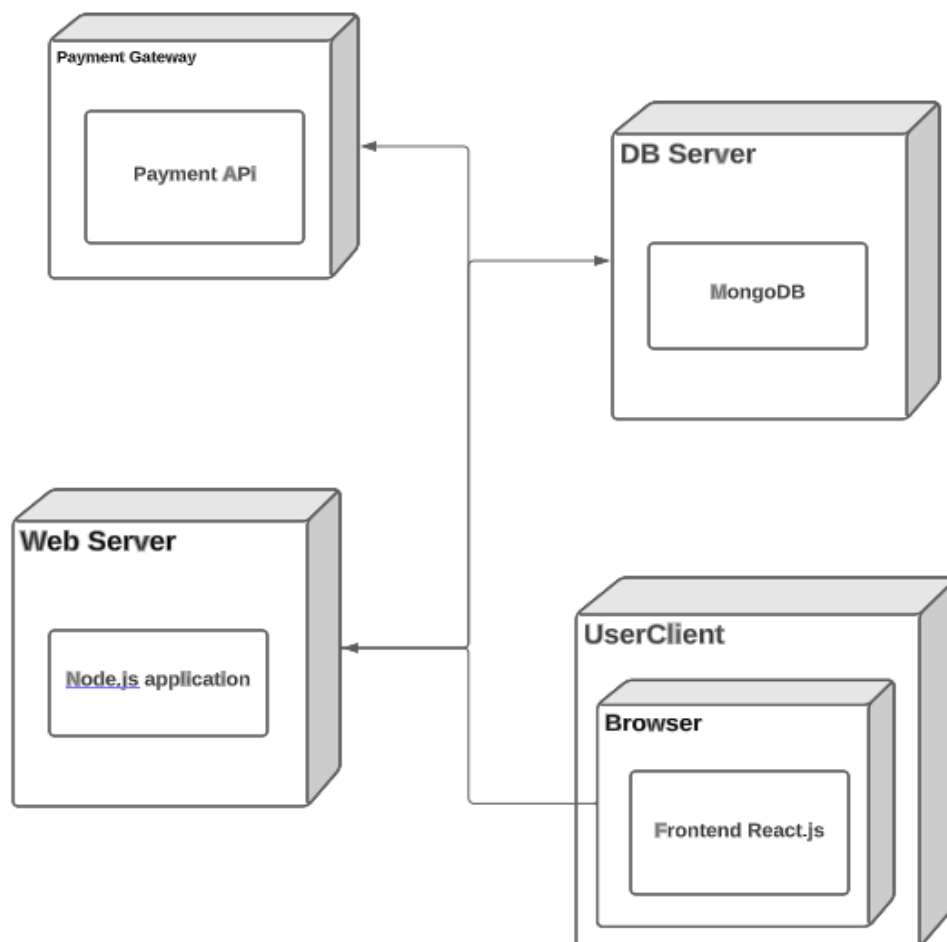 Payment Gateway
Payment APi
DB Server
MongoDB
Web Server
Node.js application
UserClient
Browser
Frontend React.js